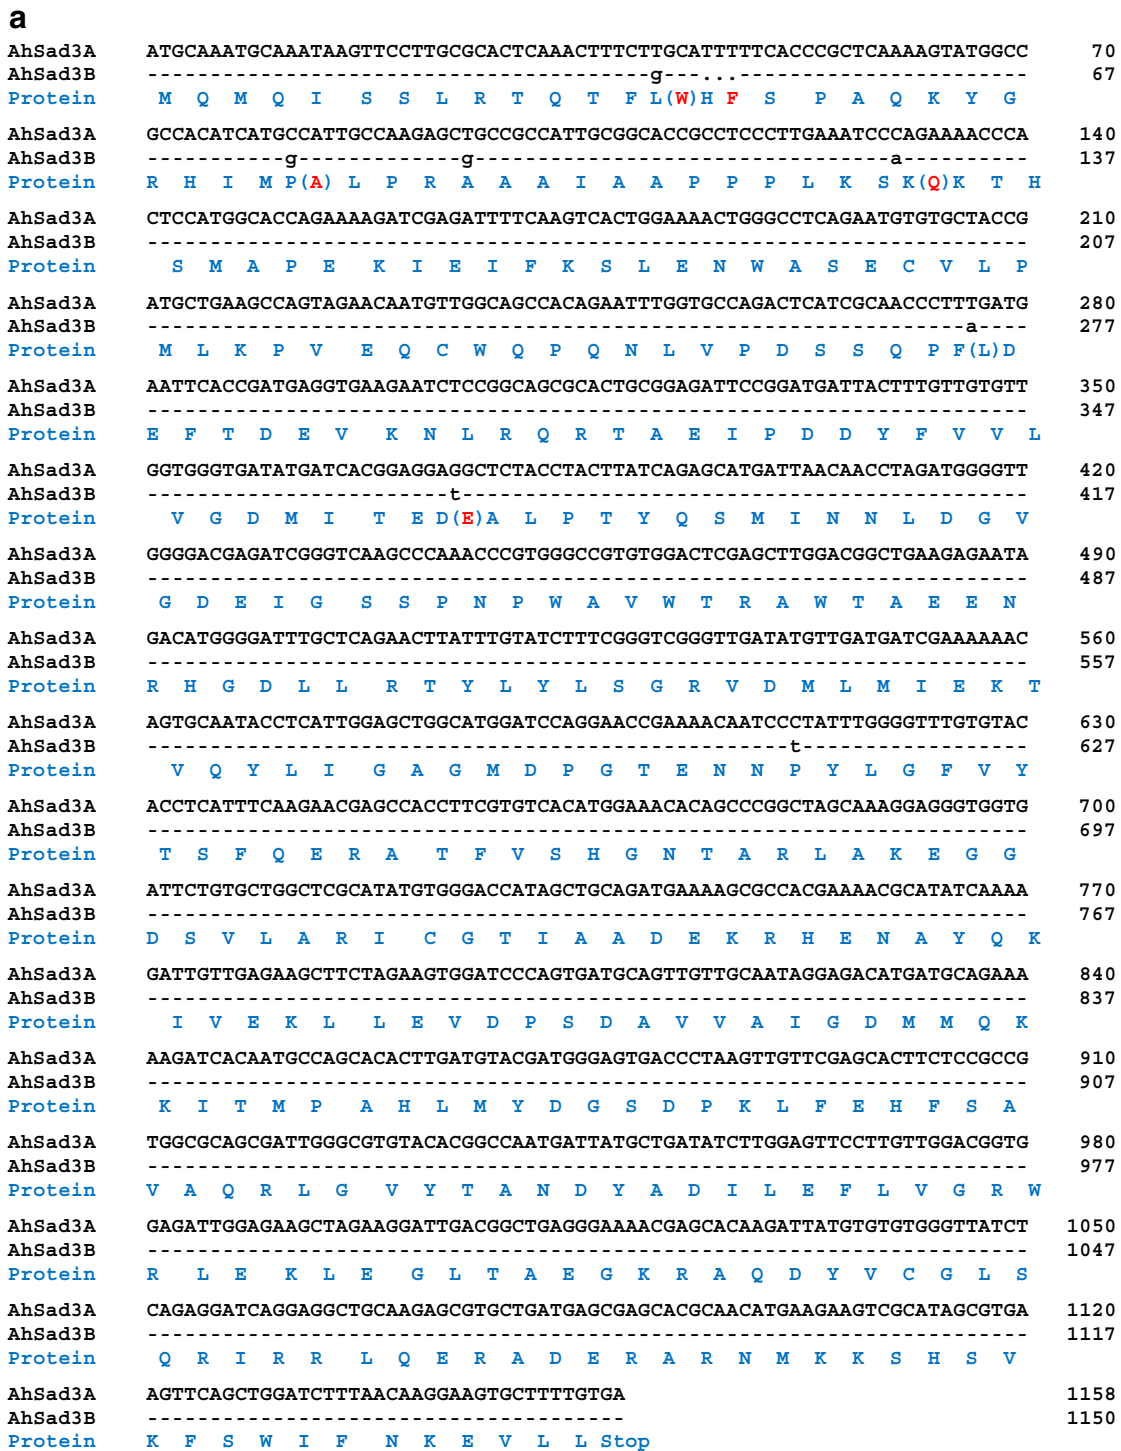 a
AhSad3A ATGCAAATGCAAATAAGTTCCTTGCGCACTCAAACTTTCTTGCATTTTTCACCCGCTCAAAAGTATGGCC 70
AhSad3B ----------------------------------------g---...----------------------- 67
Protein M Q M Q I S S L R T Q T F L(W)H F S P A Q K Y G
AhSad3A GCCACATCATGCCATTGCCAAGAGCTGCCGCCATTGCGGCACCGCCTCCCTTGAAATCCCAGAAAACCCA 140
AhSad3B -----------g-------------g---------------------------------a---------- 137
Protein R H I M P(A) L P R A A A I A A P P P L K S K(Q)K T H
AhSad3A CTCCATGGCACCAGAAAAGATCGAGATTTTCAAGTCACTGGAAAACTGGGCCTCAGAATGTGTGCTACCG 210
AhSad3B ---------------------------------------------------------------------- 207
Protein S M A P E K I E I F K S L E N W A S E C V L P
AhSad3A ATGCTGAAGCCAGTAGAACAATGTTGGCAGCCACAGAATTTGGTGCCAGACTCATCGCAACCCTTTGATG 280
AhSad3B -----------------------------------------------------------------a---- 277
Protein M L K P V E Q C W Q P Q N L V P D S S Q P F(L)D
AhSad3A AATTCACCGATGAGGTGAAGAATCTCCGGCAGCGCACTGCGGAGATTCCGGATGATTACTTTGTTGTGTT 350
AhSad3B ---------------------------------------------------------------------- 347
Protein E F T D E V K N L R Q R T A E I P D D Y F V V L
AhSad3A GGTGGGTGATATGATCACGGAGGAGGCTCTACCTACTTATCAGAGCATGATTAACAACCTAGATGGGGTT 420
AhSad3B ------------------------t--------------------------------------------- 417
Protein V G D M I T E D(E)A L P T Y Q S M I N N L D G V
AhSad3A GGGGACGAGATCGGGTCAAGCCCAAACCCGTGGGCCGTGTGGACTCGAGCTTGGACGGCTGAAGAGAATA 490
AhSad3B ---------------------------------------------------------------------- 487
Protein G D E I G S S P N P W A V W T R A W T A E E N
AhSad3A GACATGGGGATTTGCTCAGAACTTATTTGTATCTTTCGGGTCGGGTTGATATGTTGATGATCGAAAAAAC 560
AhSad3B ---------------------------------------------------------------------- 557
Protein R H G D L L R T Y L Y L S G R V D M L M I E K T
AhSad3A AGTGCAATACCTCATTGGAGCTGGCATGGATCCAGGAACCGAAAACAATCCCTATTTGGGGTTTGTGTAC 630
AhSad3B ---------------------------------------------------t------------------ 627
Protein V Q Y L I G A G M D P G T E N N P Y L G F V Y
AhSad3A ACCTCATTTCAAGAACGAGCCACCTTCGTGTCACATGGAAACACAGCCCGGCTAGCAAAGGAGGGTGGTG 700
AhSad3B ---------------------------------------------------------------------- 697
Protein T S F Q E R A T F V S H G N T A R L A K E G G
AhSad3A ATTCTGTGCTGGCTCGCATATGTGGGACCATAGCTGCAGATGAAAAGCGCCACGAAAACGCATATCAAAA 770
AhSad3B ---------------------------------------------------------------------- 767
Protein D S V L A R I C G T I A A D E K R H E N A Y Q K
AhSad3A GATTGTTGAGAAGCTTCTAGAAGTGGATCCCAGTGATGCAGTTGTTGCAATAGGAGACATGATGCAGAAA 840
AhSad3B ---------------------------------------------------------------------- 837
Protein I V E K L L E V D P S D A V V A I G D M M Q K
AhSad3A AAGATCACAATGCCAGCACACTTGATGTACGATGGGAGTGACCCTAAGTTGTTCGAGCACTTCTCCGCCG 910
AhSad3B ---------------------------------------------------------------------- 907
Protein K I T M P A H L M Y D G S D P K L F E H F S A
AhSad3A TGGCGCAGCGATTGGGCGTGTACACGGCCAATGATTATGCTGATATCTTGGAGTTCCTTGTTGGACGGTG 980
AhSad3B ---------------------------------------------------------------------- 977
Protein V A Q R L G V Y T A N D Y A D I L E F L V G R W
AhSad3A GAGATTGGAGAAGCTAGAAGGATTGACGGCTGAGGGAAAACGAGCACAAGATTATGTGTGTGGGTTATCT 1050
AhSad3B ---------------------------------------------------------------------- 1047
Protein R L E K L E G L T A E G K R A Q D Y V C G L S
AhSad3A CAGAGGATCAGGAGGCTGCAAGAGCGTGCTGATGAGCGAGCACGCAACATGAAGAAGTCGCATAGCGTGA 1120
AhSad3B ---------------------------------------------------------------------- 1117
Protein Q R I R R L Q E R A D E R A R N M K K S H S V
AhSad3A AGTTCAGCTGGATCTTTAACAAGGAAGTGCTTTTGTGA 1158
AhSad3B -------------------------------------- 1150
Protein K F S W I F N K E V L L Stop